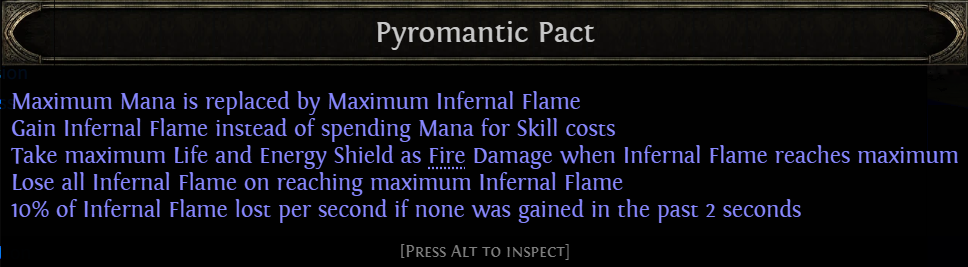 Pyromantic Pact
Maximum Mana is replaced by Maximum Infernal Flame
Gain Infernal Flame instead of spending Mana for Skill costs
Take maximum Life and Energy Shield as Fire Damage when Infernal Flame reaches maximum
Lose all Infernal Flame on reaching maximum Infernal Flame
10% of Infernal Flame lost per second if none was gained in the past 2 seconds
[Press Alt to inspect]